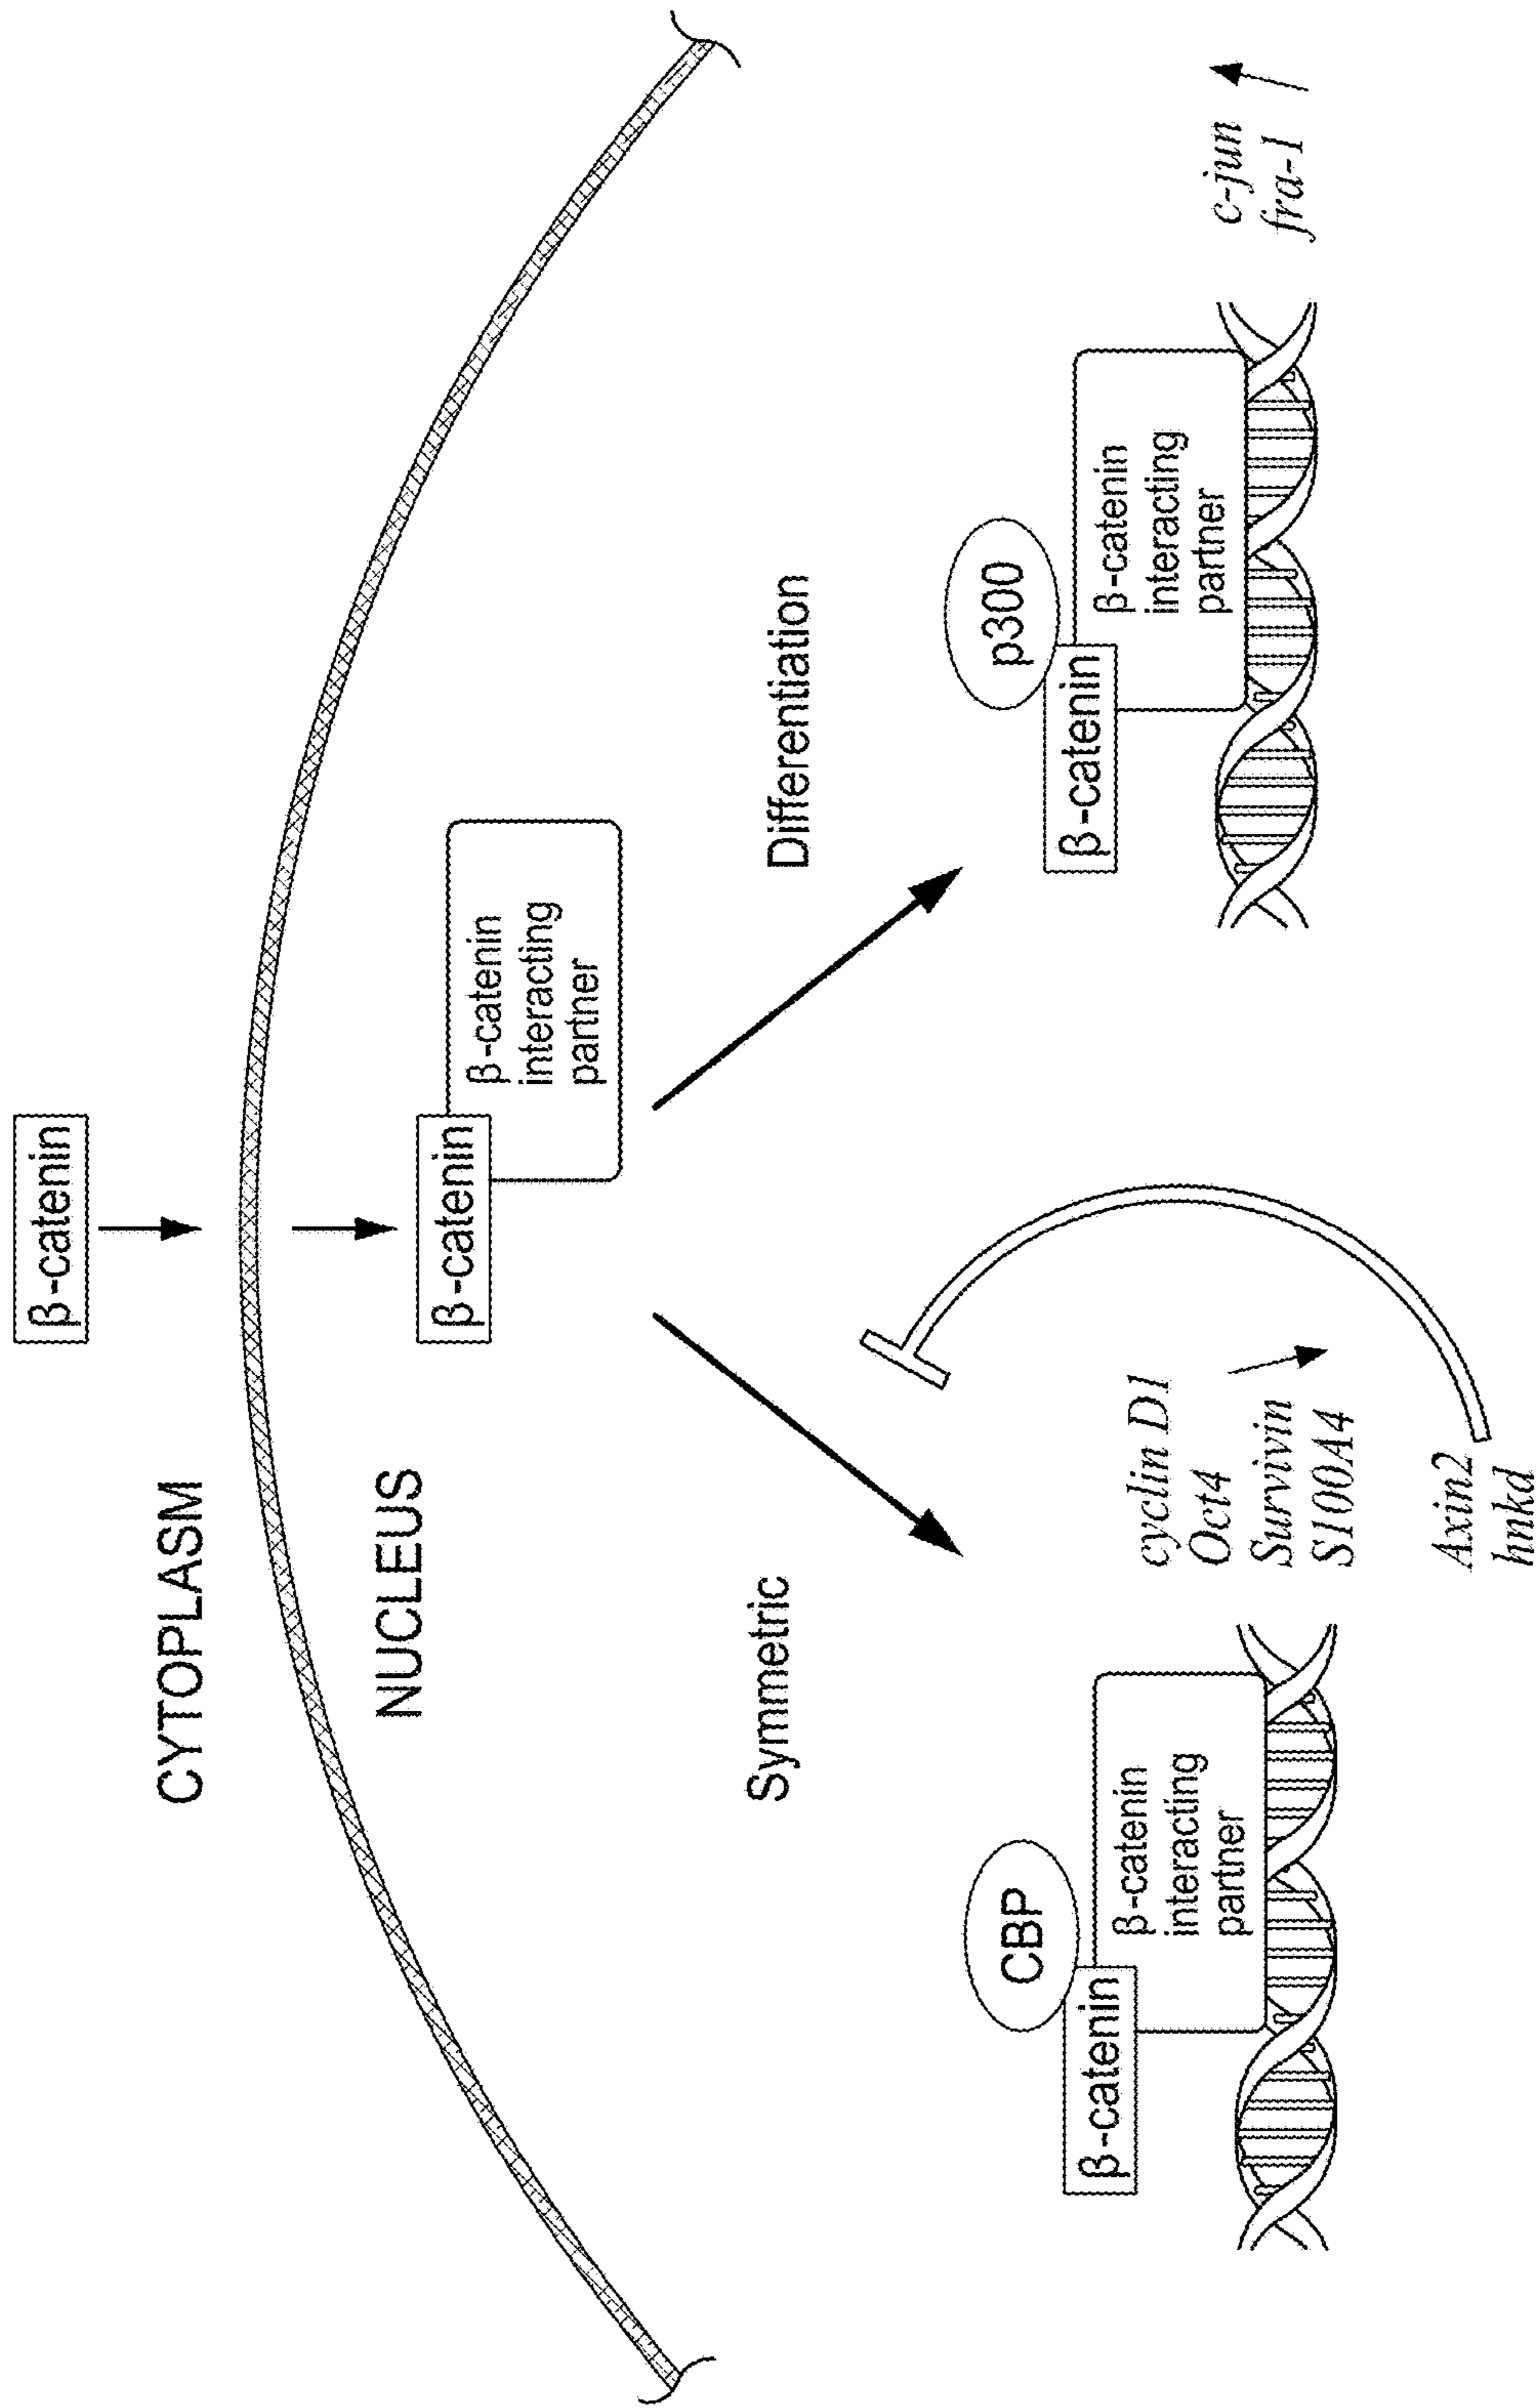 β-catenin
CYTOPLASM
NUCLEUS
β-catenin
β-catenin
interacting
partner
Symmetric
Differentiation
CBP
β-catenin
β-catenin
interacting
partner
cyclin D1
Oct4
Survivin
S100A4
Axin2
hnkd
p300
β-catenin
β-catenin
interacting
partner
c-jun
fra-1